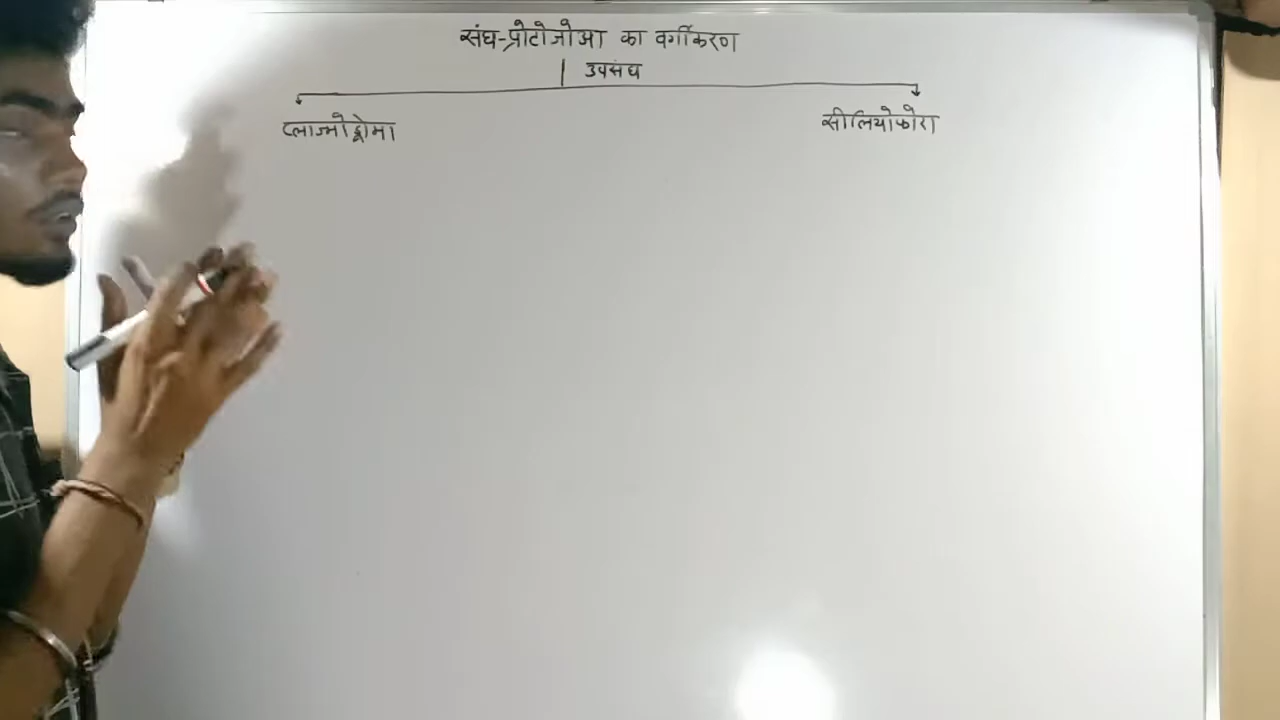 संघ-प्रोटोजोआ का वर्गीकरण
उपसंघ
प्लाज्मोड्रोमा
सीलियोफोरा